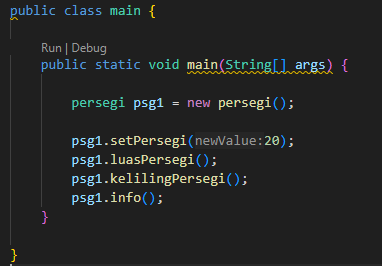 public class main {
Run | Debug
public static void main(String[] args) {
persegi psg1 = new persegi();
psg1.setPersegi(newValue:20);
psg1.luasPersegi();
psg1.kelilingPersegi();
psg1.info();
}
}